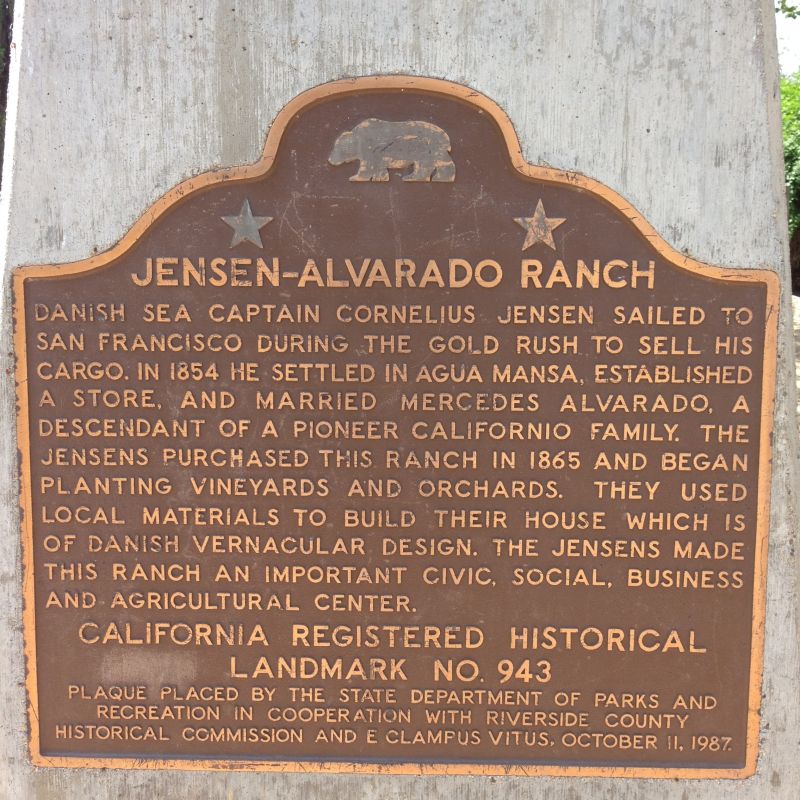 JENSEN-ALVARADO RANCH
DANISH SEA CAPTAIN CORNELIUS JENSEN SAILED TO
SAN FRANCISCO DURING THE GOLD RUSH TO SELL HIS
CARGO. IN 1854 HE SETTLED IN AGUA MANSA, ESTABLISHED
A STORE, AND MARRIED MERCEDES ALVARADO, A
DESCENDANT OF A PIONEER CALIFORNIO FAMILY. THE
JENSENS PURCHASED THIS RANCH IN 1865 AND BEGAN
PLANTING VINEYARDS AND ORCHARDS. THEY USED
LOCAL MATERIALS TO BUILD THEIR HOUSE WHICH IS
OF DANISH VERNACULAR DESIGN. THE JENSENS MADE
THIS RANCH AN IMPORTANT CIVIC, SOCIAL, BUSINESS
AND AGRICULTURAL CENTER.
CALIFORNIA REGISTERED HISTORICAL
LANDMARK NO. 943
PLAQUE PLACED BY THE STATE DEPARTMENT OF PARKS AND
RECREATION IN COOPERATION WITH RIVERSIDE COUNTY
HISTORICAL COMMISSION AND E CLAMPUS VITUS, OCTOBER 11, 1987.